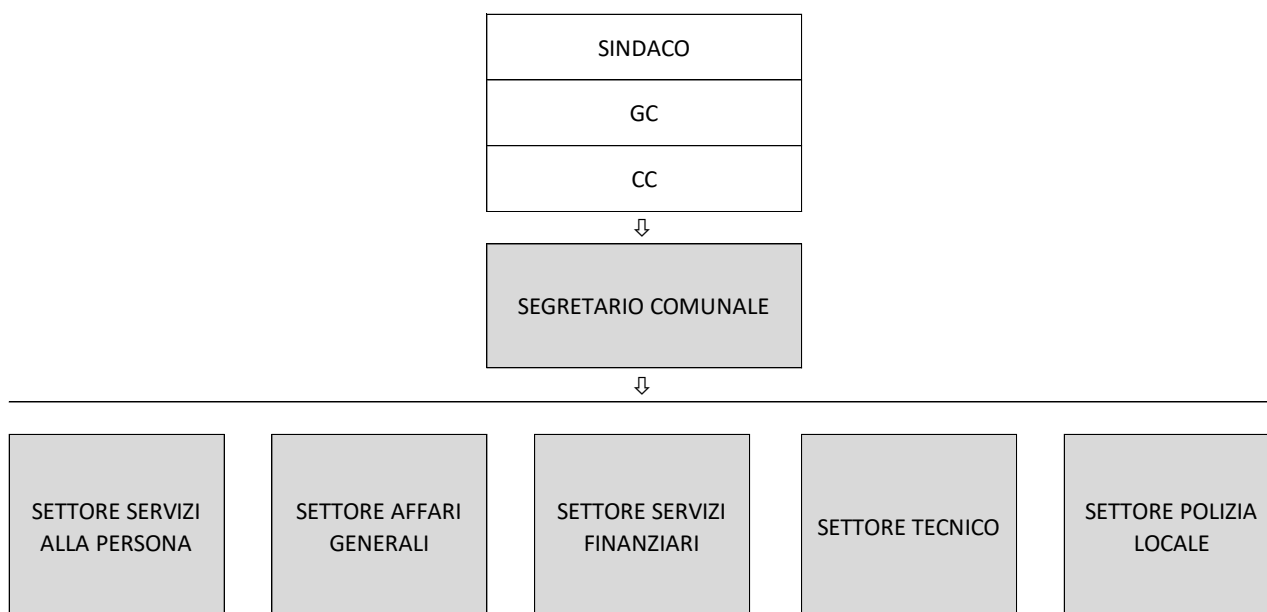 SINDACO
GC
CC
⇩
SEGRETARIO COMUNALE
⇩
SETTORE SERVIZI
ALLA PERSONA
SETTORE AFFARI
GENERALI
SETTORE SERVIZI
FINANZIARI
SETTORE TECNICO
SETTORE POLIZIA
LOCALE